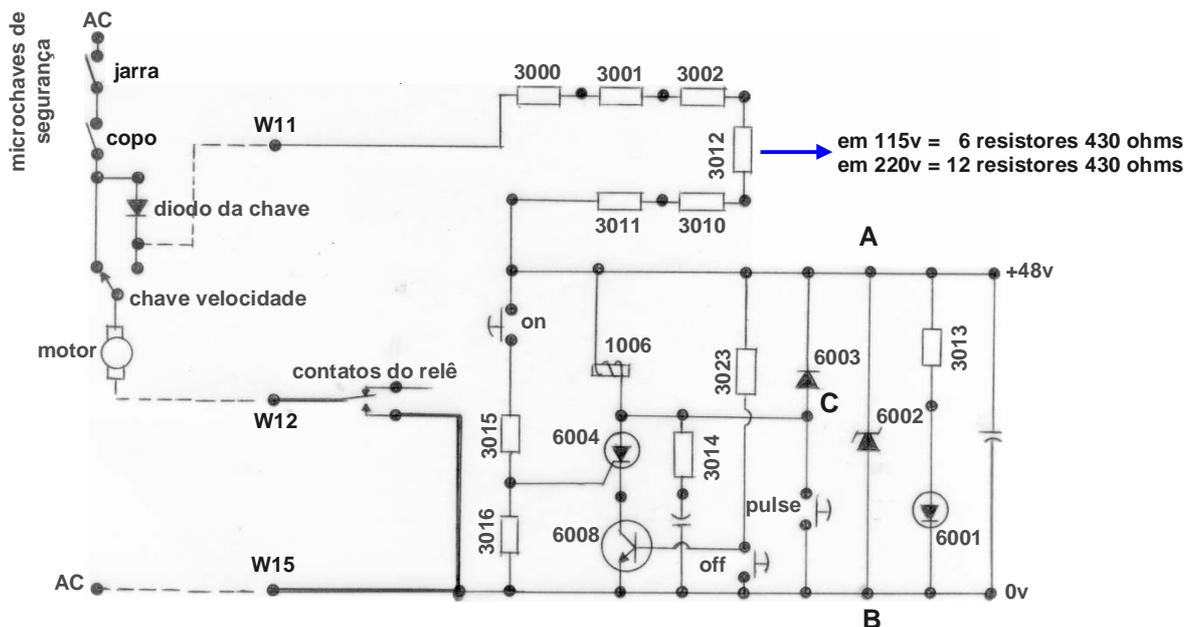 microchaves de
segurança
AC
jarra
copo
W11
diodo da chave
chave velocidade
motor
contatos do relê
W12
W15
AC
3000
3001
3002
3012
em 115v = 6 resistores 430 ohms
em 220v = 12 resistores 430 ohms
3011
3010
A
+48v
on
1006
3023
6003
3013
C
6002
3015
6004
3014
pulse
6001
3016
6008
off
0v
B